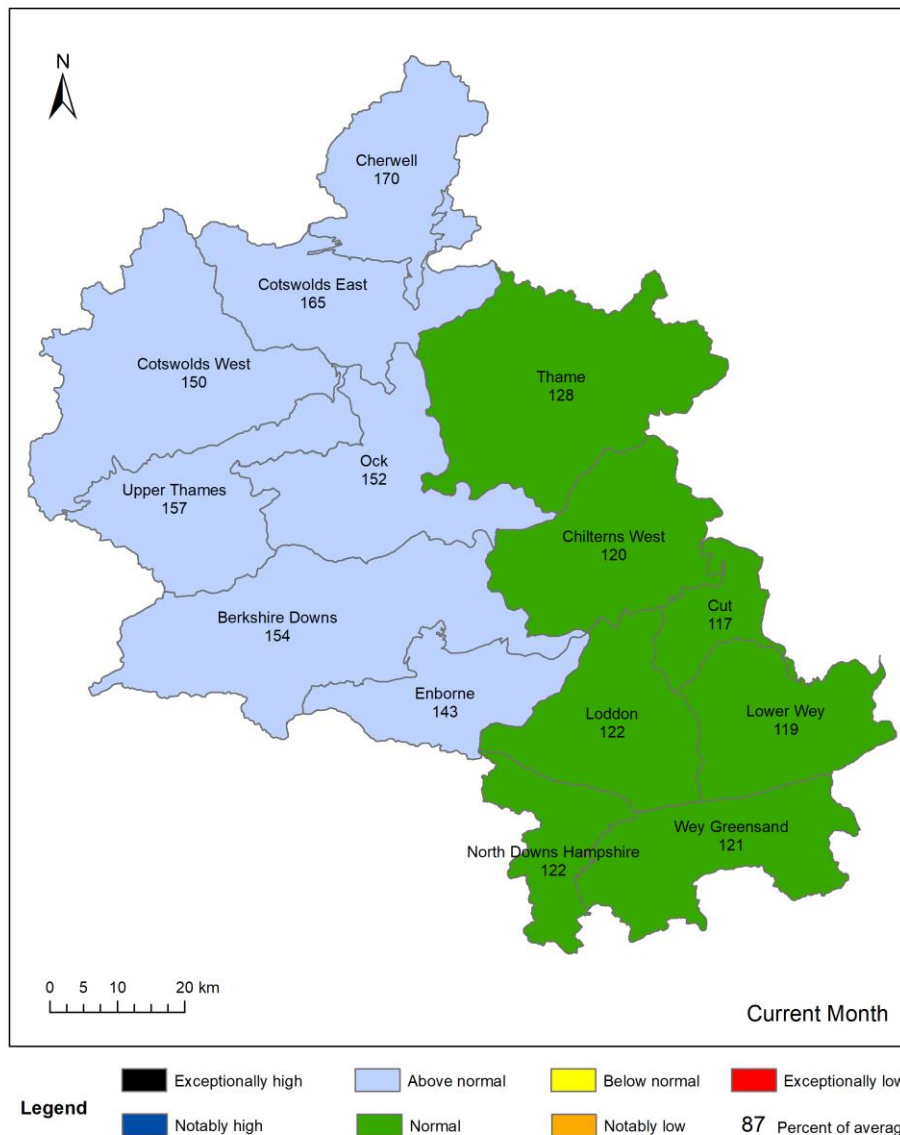 N
Cherwell
170
Cotswolds East
165
Cotswolds West
150
Thame
128
Ock
152
Upper Thames
157
Chilterns West
120
Cut
117
Berkshire Downs
154
Enborne
143
Loddon
122
Lower Wey
119
Wey Greensand
121
North Downs Hampshire
122
0 5 10 20 km
Current Month
Legend
Exceptionally high
Above normal
Below normal
Exceptionally low
Notably high
Normal
Notably low
87 Percent of averag